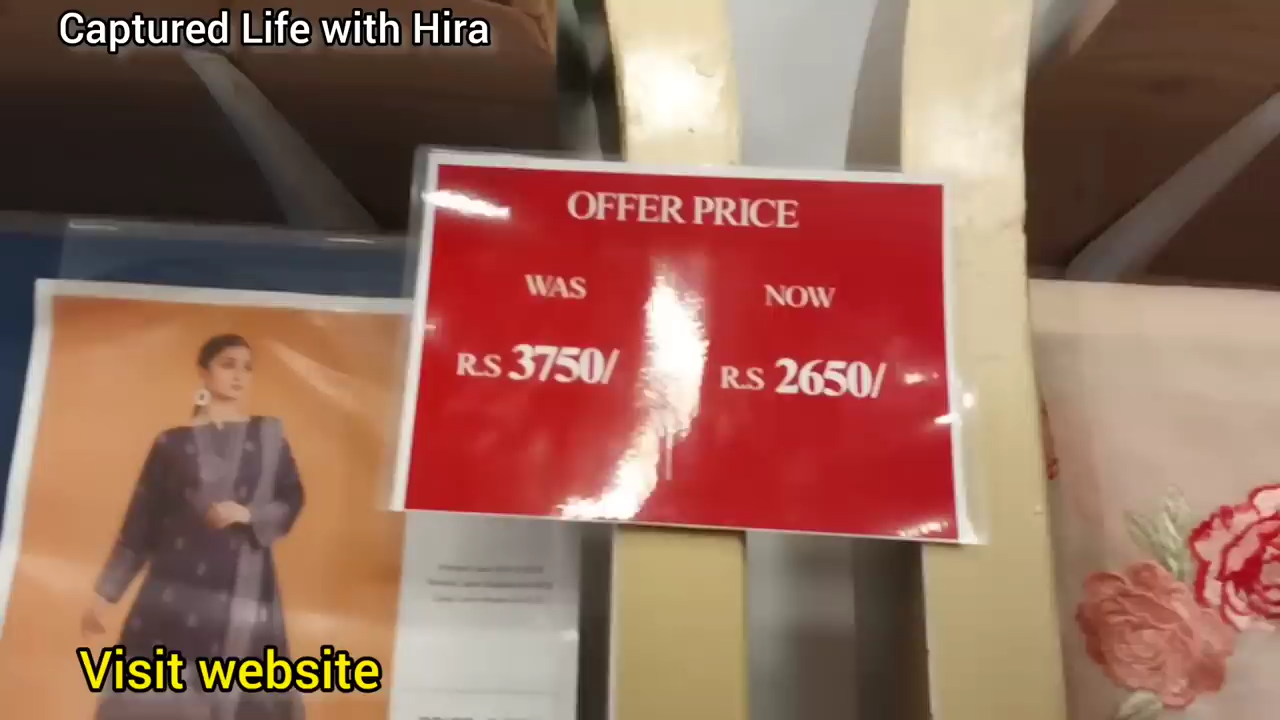 Captured Life with Hira
OFFER PRICE
WAS NOW
R.S 3750/ R.S 2650/
Visit website